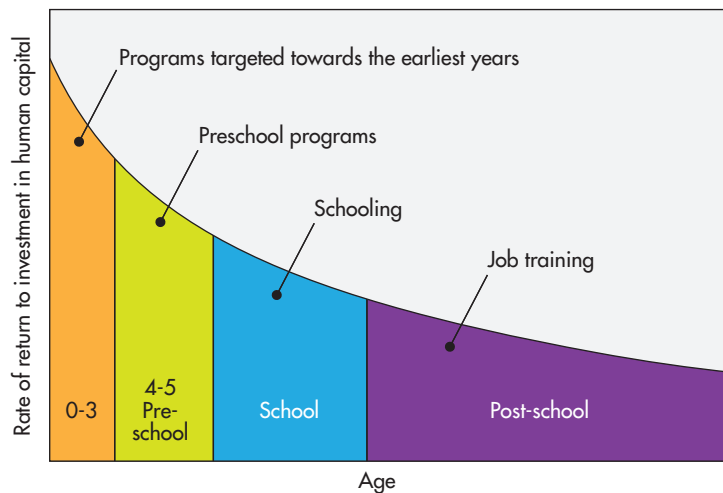 Rate of return to investment in human capital
Programs targeted towards the earliest years
Preschool programs
Schooling
Job training
0-3
4-5
Pre-
school
School
Post-school
Age